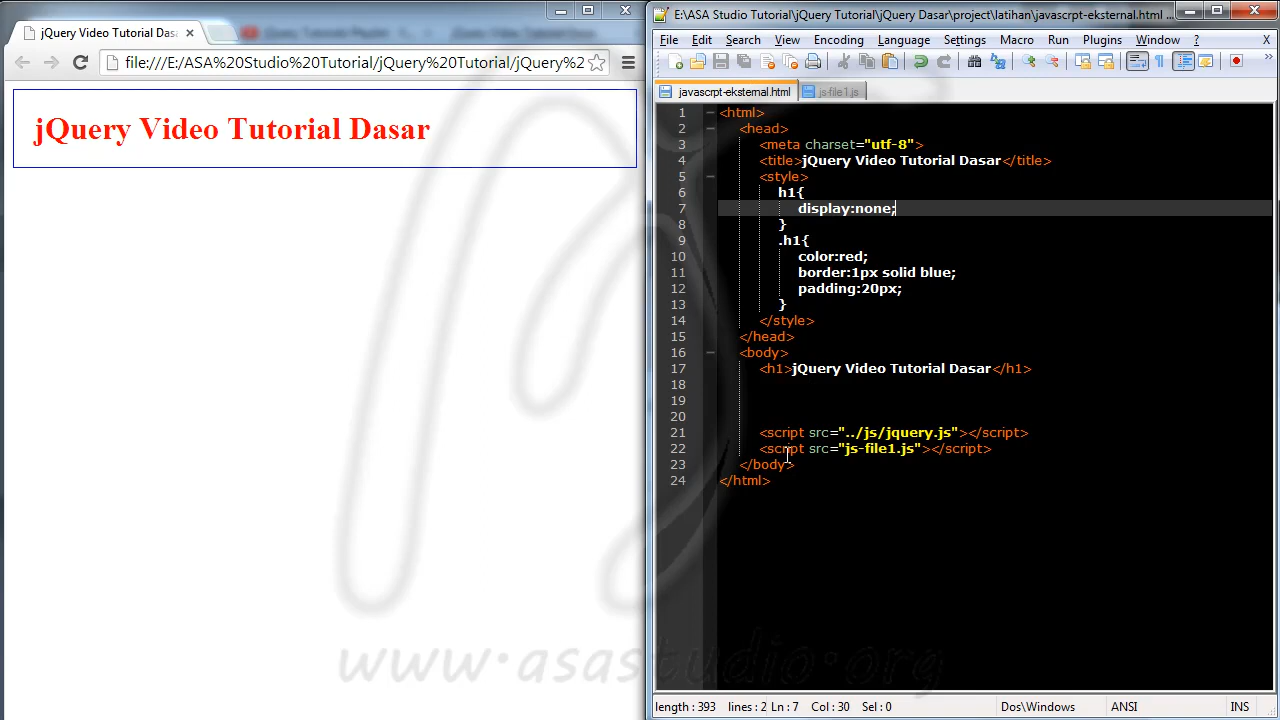 jQuery Video Tutorial Dasa
file:///E:/ASA%20Studio%20Tutorial/jQuery%20Tutorial/jQuery%2
jQuery Video Tutorial Dasar
E:\ASA Studio Tutorial\jQuery Tutorial\jQuery Dasar\project\latihan\javascrpt-eksternal.html ...
File Edit Search View Encoding Language Settings Macro Run Plugins Window ? X
javascrpt-eksternal.html js-file1.js
1 <html>
2 <head>
3 <meta charset="utf-8">
4 <title>jQuery Video Tutorial Dasar</title>
5 <style>
6 h1{
7 display:none;
8 }
9 .h1{
10 color:red;
11 border:1px solid blue;
12 padding:20px;
13 }
14 </style>
15 </head>
16 <body>
17 <h1>jQuery Video Tutorial Dasar</h1>
18
19
20
21 <script src="../js/jquery.js"></script>
22 <script src="js-file1.js"></script>
23 </body>
24 </html>
www.asastudio.org
length : 393 lines : 2 Ln : 7 Col : 30 Sel : 0 Dos\Windows ANSI INS